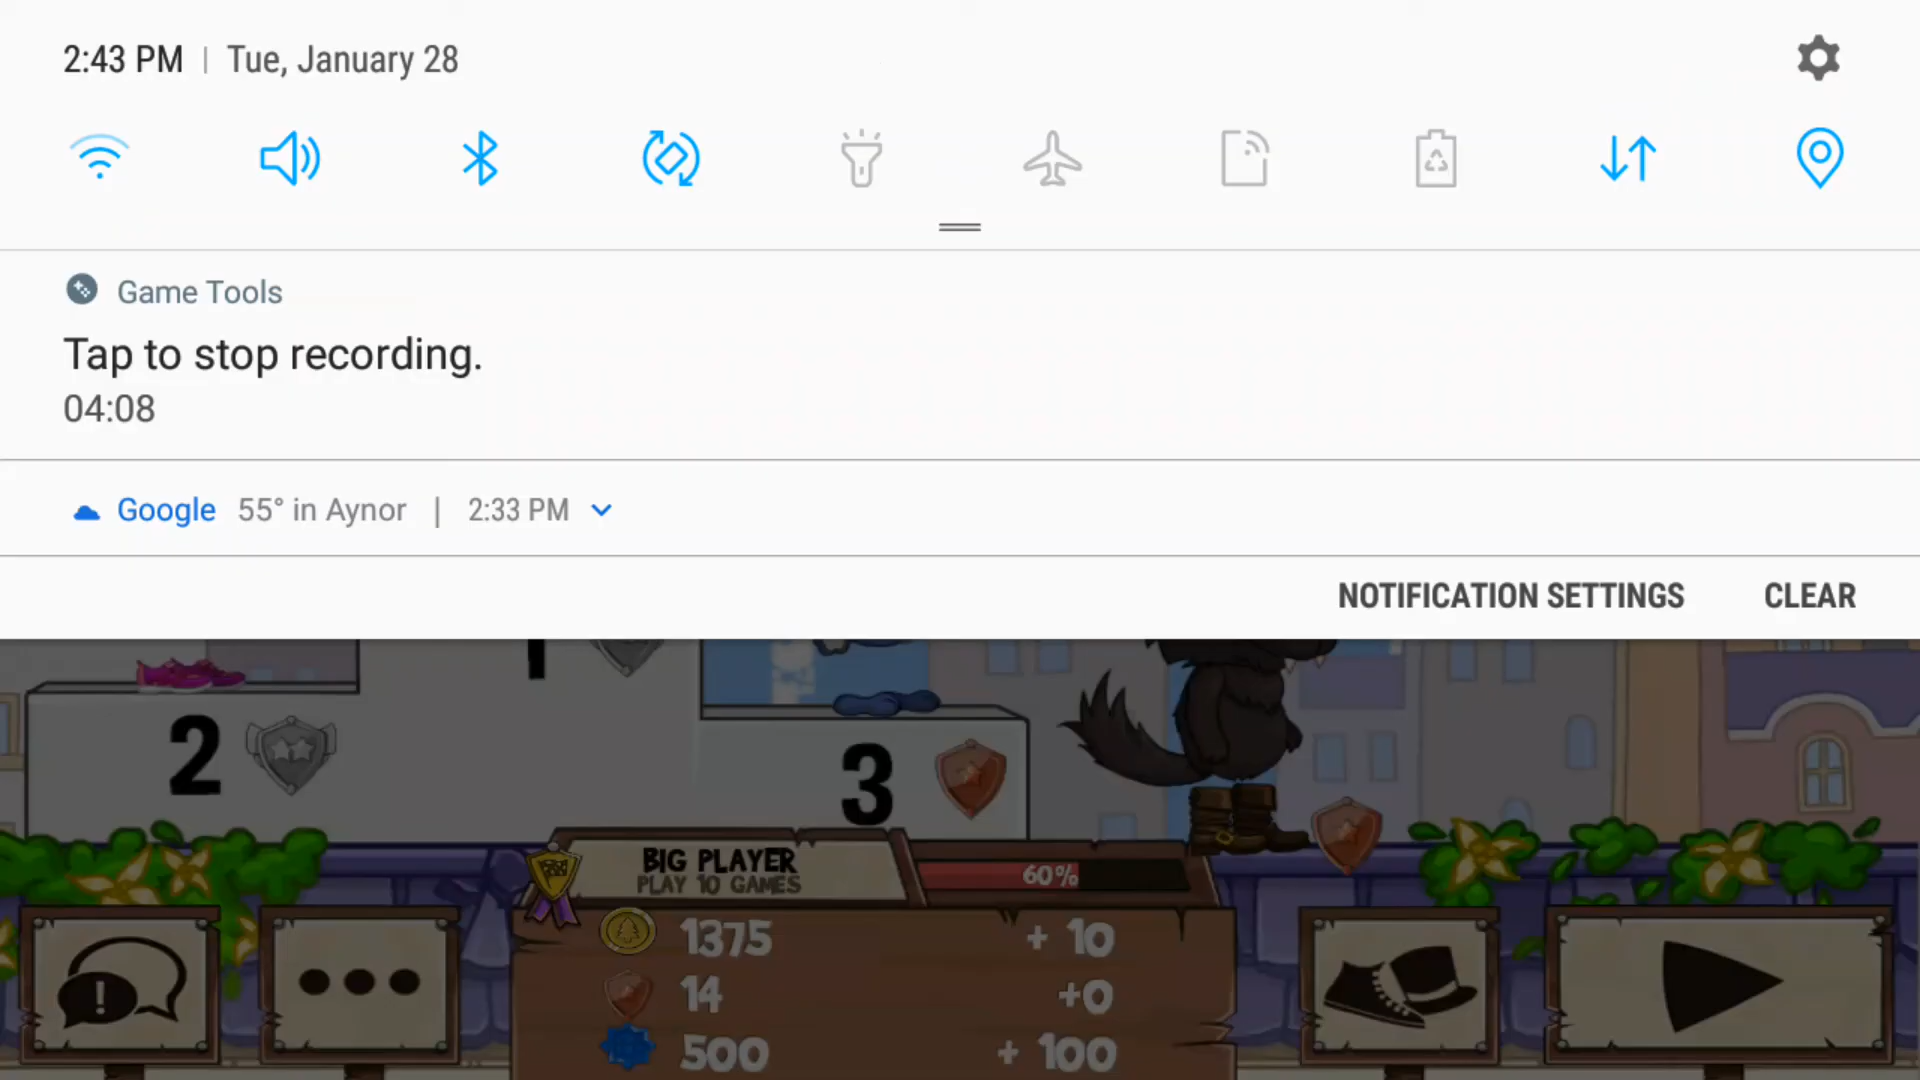 2:43 PM | Tue, January 28
Game Tools
Tap to stop recording.
04:08
Google 55° in Aynor | 2:33 PM
NOTIFICATION SETTINGS CLEAR
2
3
BIG PLAYER
PLAY 10 GAMES
60%
1375 + 10
14 +0
500 + 100
!